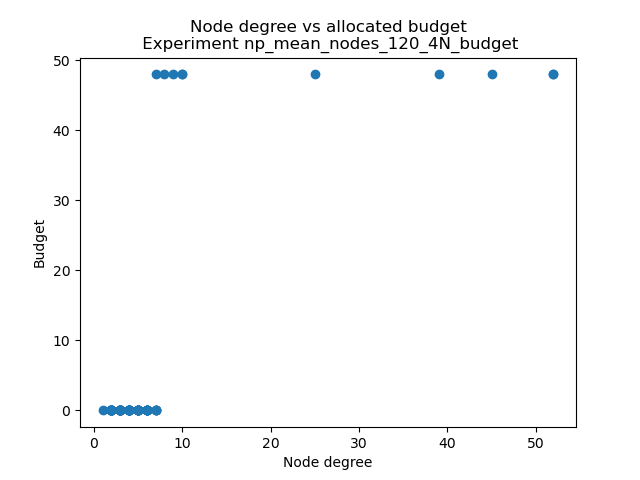 Node degree vs allocated budget
Experiment np_mean_nodes_120_4N_budget
50
40
30
20
10
0
Budget
0 10 20 30 40 50
Node degree